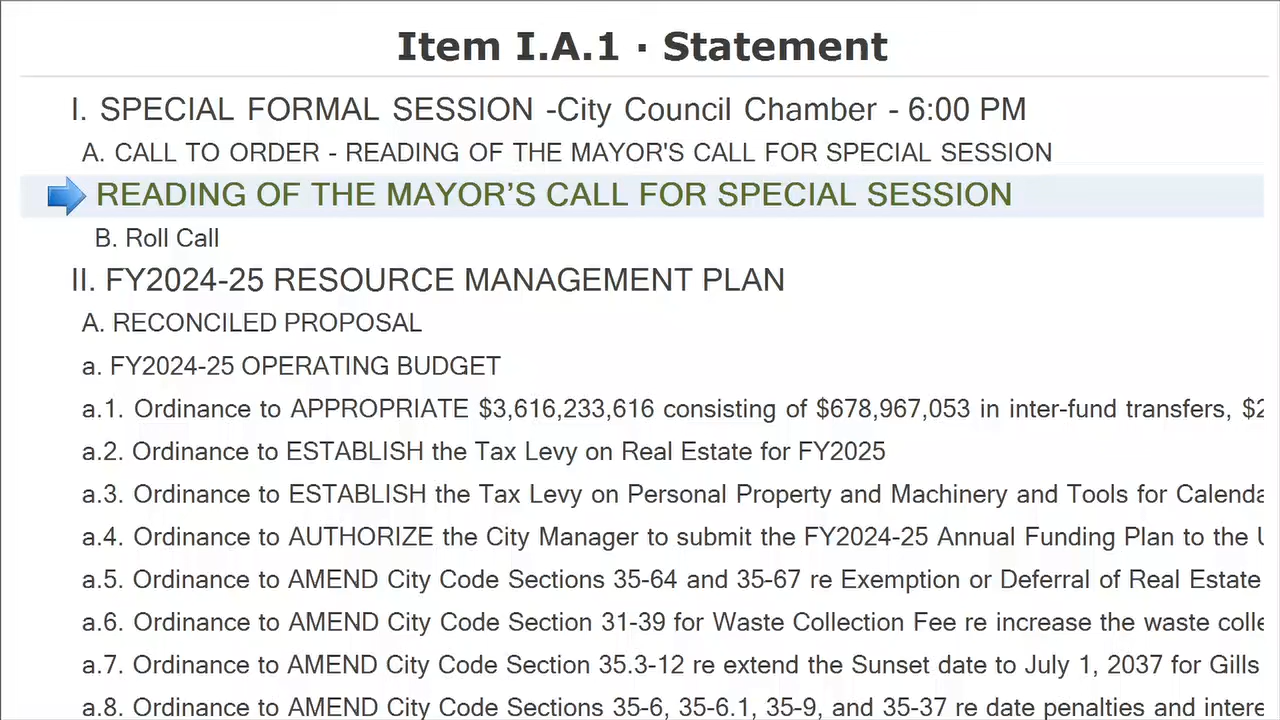 Item I.A.1 · Statement
I. SPECIAL FORMAL SESSION -City Council Chamber - 6:00 PM
A. CALL TO ORDER - READING OF THE MAYOR'S CALL FOR SPECIAL SESSION
READING OF THE MAYOR’S CALL FOR SPECIAL SESSION
B. Roll Call
II. FY2024-25 RESOURCE MANAGEMENT PLAN
A. RECONCILED PROPOSAL
a. FY2024-25 OPERATING BUDGET
a.1. Ordinance to APPROPRIATE $3,616,233,616 consisting of $678,967,053 in inter-fund transfers,
a.2. Ordinance to ESTABLISH the Tax Levy on Real Estate for FY2025
a.3. Ordinance to ESTABLISH the Tax Levy on Personal Property and Machinery and Tools for
a.4. Ordinance to AUTHORIZE the City Manager to submit the FY2024-25 Annual Funding Plan to the
a.5. Ordinance to AMEND City Code Sections 35-64 and 35-67 re Exemption or Deferral of Real Estate
a.6. Ordinance to AMEND City Code Section 31-39 for Waste Collection Fee re increase the waste
a.7. Ordinance to AMEND City Code Section 35.3-12 re extend the Sunset date to July 1, 2037 for Gills
a.8. Ordinance to AMEND City Code Sections 35-6, 35-6.1, 35-9, and 35-37 re date penalties and